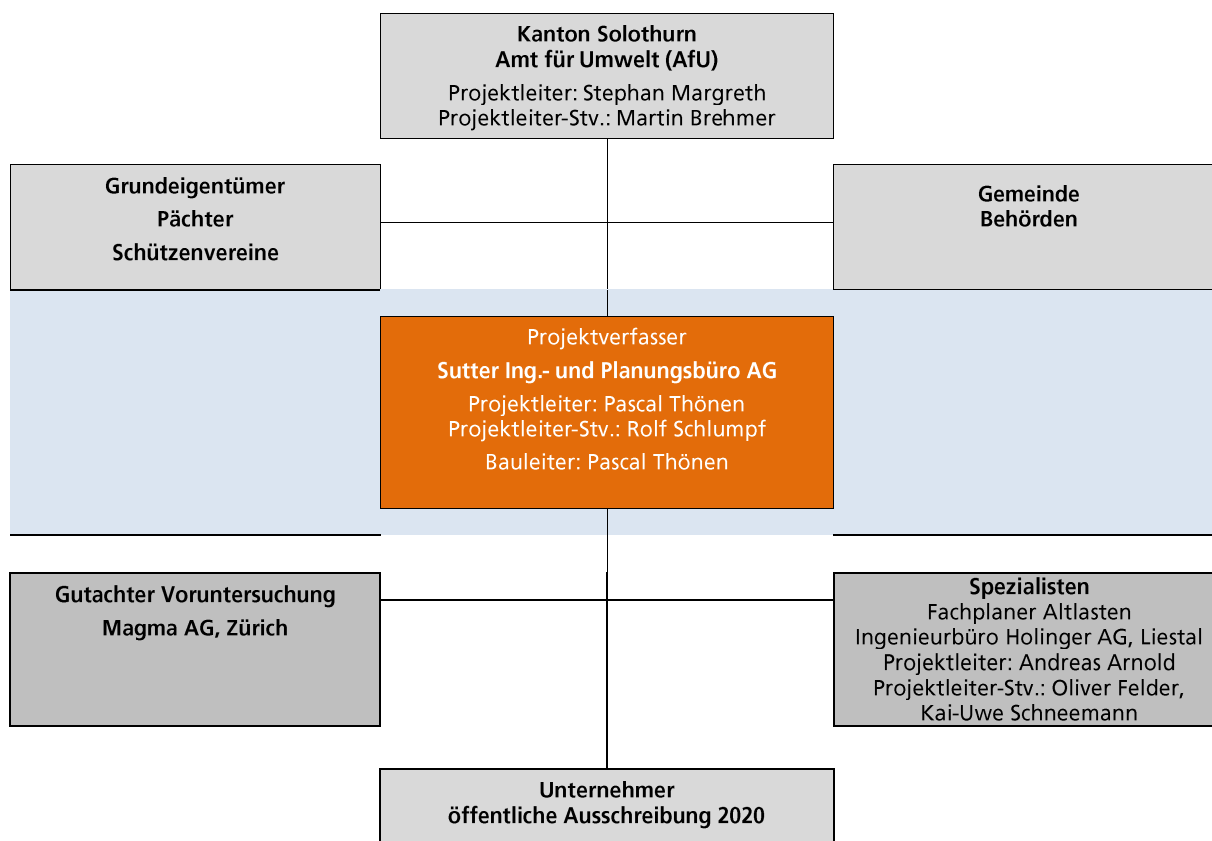 Kanton Solothurn
Amt für Umwelt (AfU)
Projektleiter: Stephan Margreth
Projektleiter-Stv.: Martin Brehmer
Grundeigentümer
Pächter
Schützenvereine
Gemeinde
Behörden
Projektverfasser
Sutter Ing.- und Planungsbüro AG
Projektleiter: Pascal Thönen
Projektleiter-Stv.: Rolf Schlumpf
Bauleiter: Pascal Thönen
Gutachter Voruntersuchung
Magma AG, Zürich
Spezialisten
Fachplaner Altlasten
Ingenieurbüro Holinger AG, Liestal
Projektleiter: Andreas Arnold
Projektleiter-Stv.: Oliver Felder,
Kai-Uwe Schneemann
Unternehmer
öffentliche Ausschreibung 2020